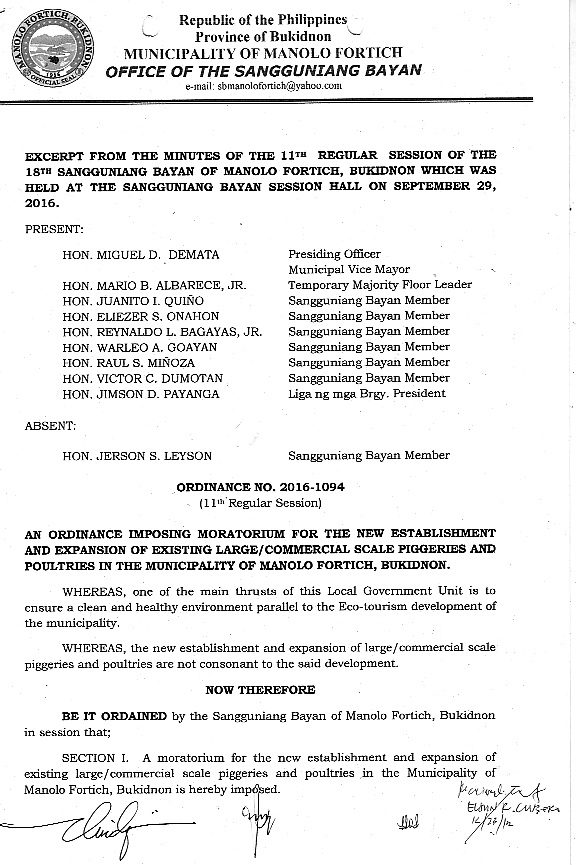 MANOLO FORTICH, BUKIDNON
1914
OFFICIAL SEAL
Republic of the Philippines
Province of Bukidnon
MUNICIPALITY OF MANOLO FORTICH
OFFICE OF THE SANGGUNIANG BAYAN
e-mail: sbmanolofortich@yahoo.com
EXCERPT FROM THE MINUTES OF THE 11TH REGULAR SESSION OF THE
18TH SANGGUNIANG BAYAN OF MANOLO FORTICH, BUKIDNON WHICH WAS
HELD AT THE SANGGUNIANG BAYAN SESSION HALL ON SEPTEMBER 29,
2016.
PRESENT:
HON. MIGUEL D. DEMATA Presiding Officer
Municipal Vice Mayor
HON. MARIO B. ALBARECE, JR. Temporary Majority Floor Leader
HON. JUANITO I. QUIÑO Sangguniang Bayan Member
HON. ELIEZER S. ONAHON Sangguniang Bayan Member
HON. REYNALDO L. BAGAYAS, JR. Sangguniang Bayan Member
HON. WARLEO A. GOAYAN Sangguniang Bayan Member
HON. RAUL S. MIÑOZA Sangguniang Bayan Member
HON. VICTOR C. DUMOTAN Sangguniang Bayan Member
HON. JIMSON D. PAYANGA Liga ng mga Brgy. President
ABSENT:
HON. JERSON S. LEYSON Sangguniang Bayan Member
ORDINANCE NO. 2016-1094
(11th Regular Session)
AN ORDINANCE IMPOSING MORATORIUM FOR THE NEW ESTABLISHMENT
AND EXPANSION OF EXISTING LARGE/COMMERCIAL SCALE PIGGERIES AND
POULTRIES IN THE MUNICIPALITY OF MANOLO FORTICH, BUKIDNON.
WHEREAS, one of the main thrusts of this Local Government Unit is to
ensure a clean and healthy environment parallel to the Eco-tourism development of
the municipality.
WHEREAS, the new establishment and expansion of large/commercial scale
piggeries and poultries are not consonant to the said development.
NOW THEREFORE
BE IT ORDAINED by the Sangguniang Bayan of Manolo Fortich, Bukidnon
in session that;
SECTION I. A moratorium for the new establishment and expansion of
existing large/commercial scale piggeries and poultries in the Municipality of
Manolo Fortich, Bukidnon is hereby imposed.